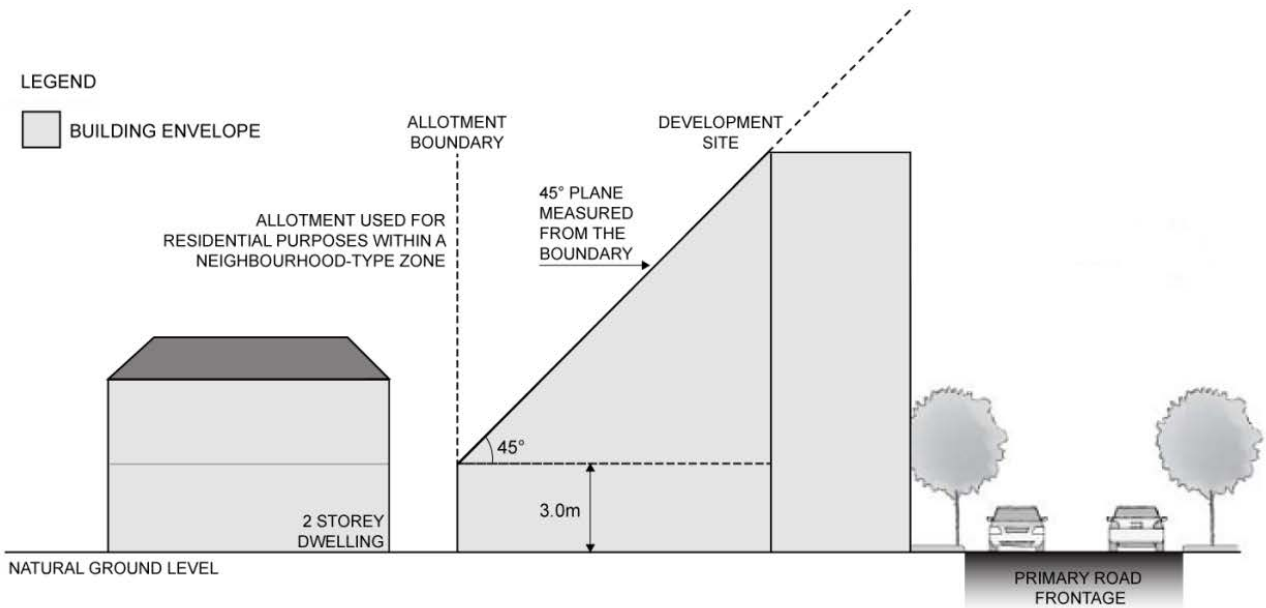 LEGEND
BUILDING ENVELOPE
ALLOTMENT
BOUNDARY
DEVELOPMENT
SITE
45° PLANE
MEASURED
FROM THE
BOUNDARY
ALLOTMENT USED FOR
RESIDENTIAL PURPOSES WITHIN A
NEIGHBOURHOOD-TYPE ZONE
45°
3.0m
2 STOREY
DWELLING
NATURAL GROUND LEVEL
PRIMARY ROAD
FRONTAGE